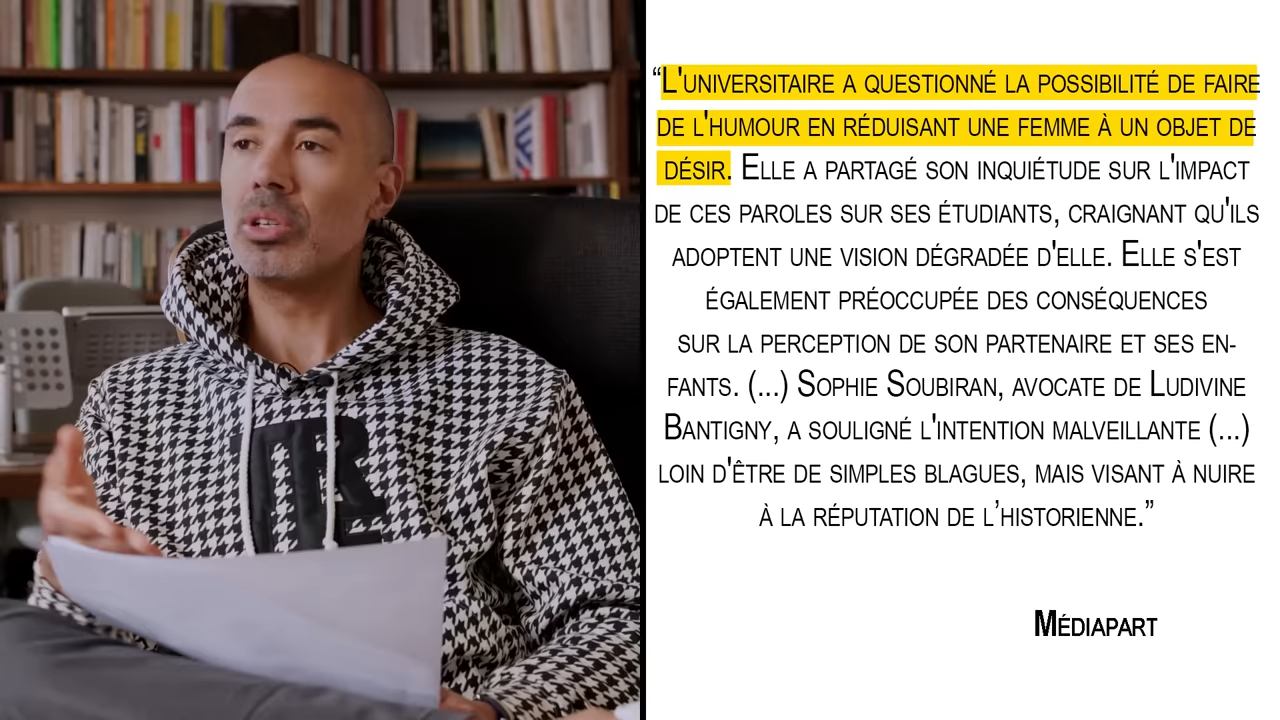 “L'universitaire a questionné la possibilité de faire
de l'humour en réduisant une femme à un objet de
désir. Elle a partagé son inquiétude sur l'impact
de ces paroles sur ses étudiants, craignant qu'ils
adoptent une vision dégradée d'elle. Elle s'est
également préoccupée des conséquences
sur la perception de son partenaire et ses en-
fants. (...) Sophie Soubiran, avocate de Ludivine
Bantigny, a souligné l'intention malveillante (...)
loin d'être de simples blagues, mais visant à nuire
à la réputation de l’historienne.”
Médiapart